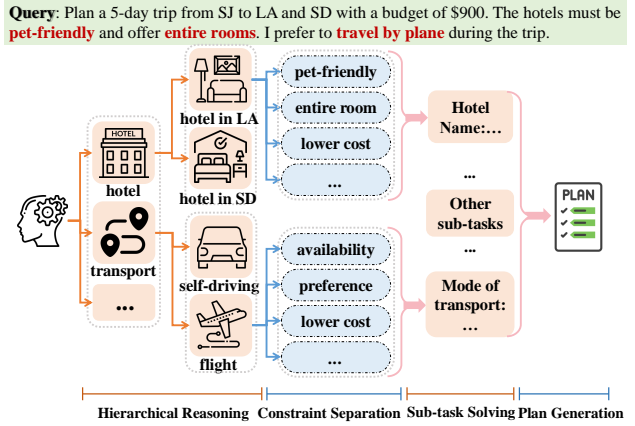 Query: Plan a 5-day trip from SJ to LA and SD with a budget of $900. The hotels must be
pet-friendly and offer entire rooms. I prefer to travel by plane during the trip.
HOTEL
hotel
transport
...
hotel in LA
hotel in SD
self-driving
flight
pet-friendly
entire room
lower cost
...
availability
preference
lower cost
...
Hotel
Name:...
...
Other
sub-tasks
...
Mode of
transport:
...
PLAN
Hierarchical Reasoning
Constraint Separation
Sub-task Solving
Plan Generation